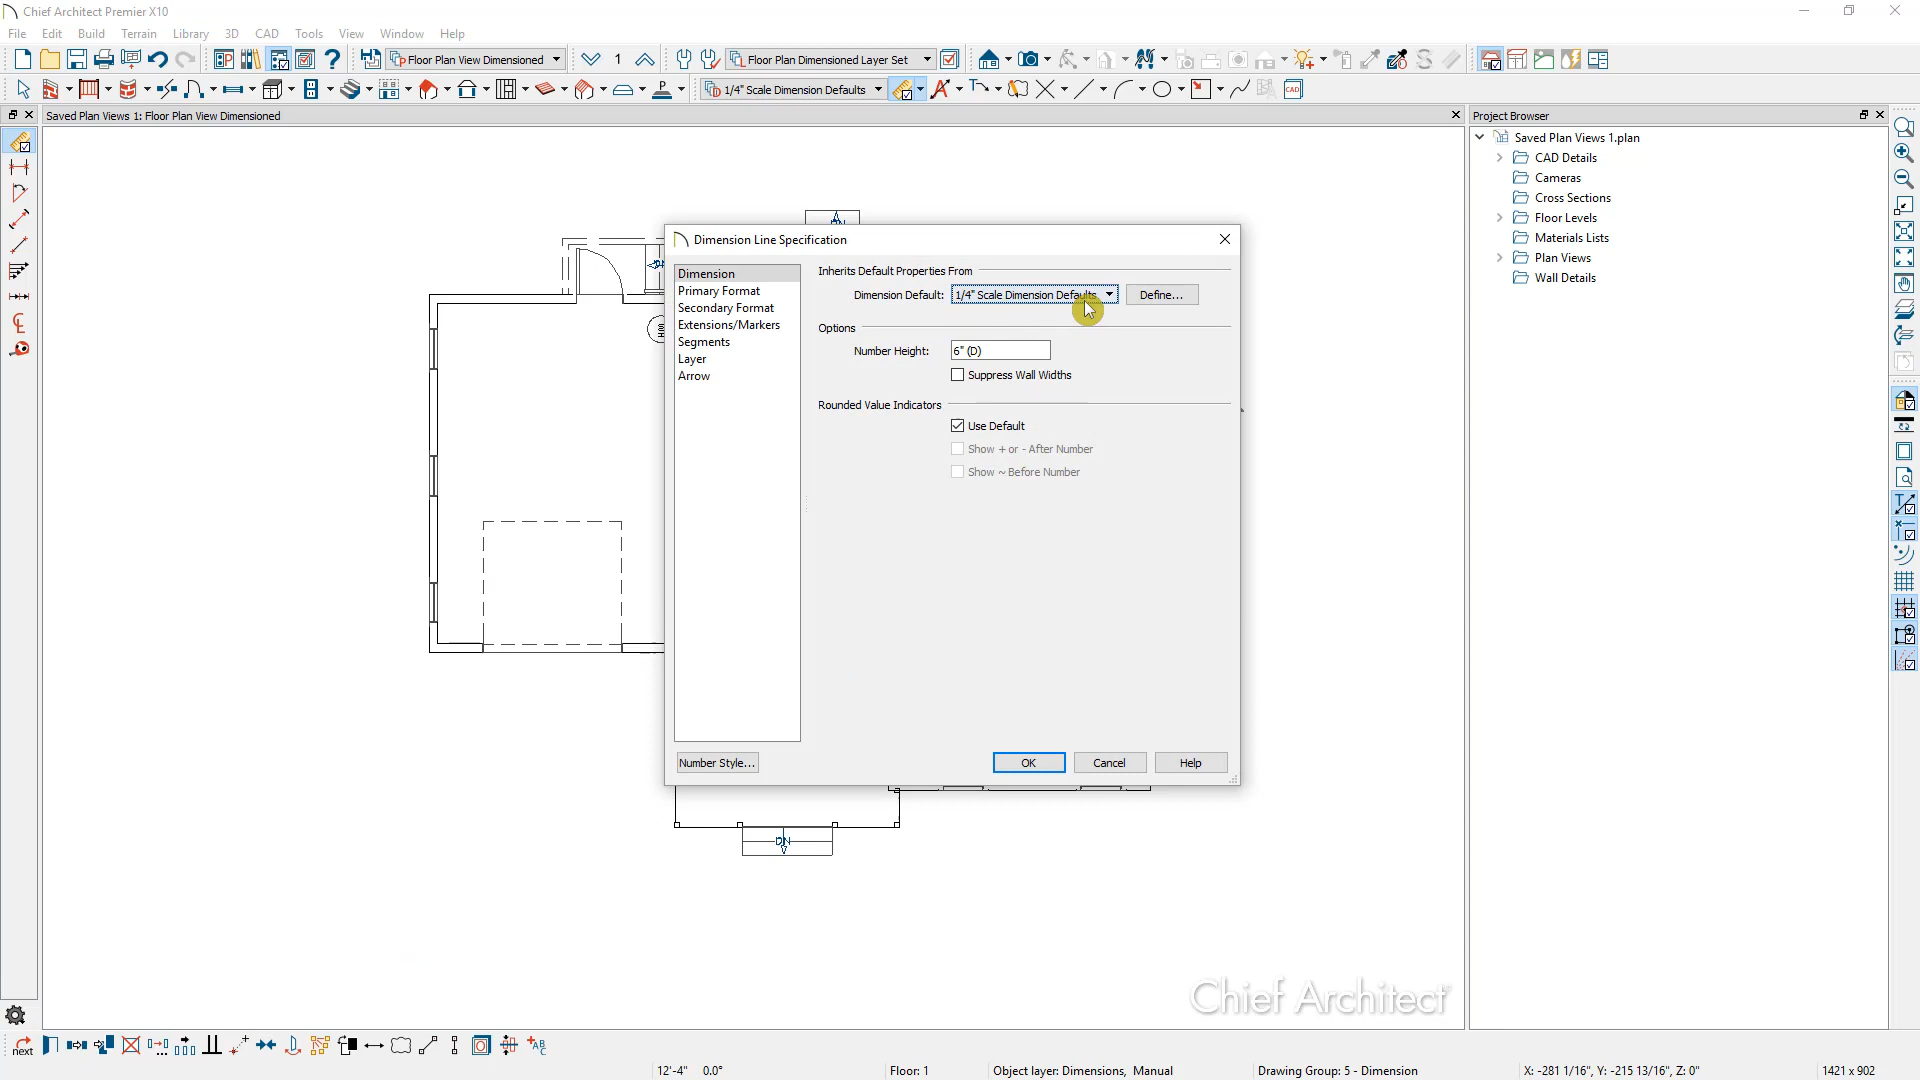 Chief Architect Premier X10
File Edit Build Terrain Library 3D CAD Tools View Window Help
Floor Plan View Dimensioned 1 Floor Plan Dimensioned Layer Set
1/4" Scale Dimension Defaults CAD
Saved Plan Views 1: Floor Plan View Dimensioned
Project Browser
Saved Plan Views 1.plan
CAD Details
Cameras
Cross Sections
Floor Levels
Materials Lists
Plan Views
Wall Details
Dimension Line Specification
Dimension
Primary Format
Secondary Format
Extensions/Markers
Segments
Layer
Arrow
Inherits Default Properties From
Dimension Default: 1/4" Scale Dimension Defaults Define...
Options
Number Height: 6" (D)
Suppress Wall Widths
Rounded Value Indicators
Use Default
Show + or - After Number
Show ~ Before Number
Number Style... OK Cancel Help
DN
Chief Architect
next ABC
12'-4" 0.0° Floor: 1 Object layer: Dimensions, Manual Drawing Group: 5 - Dimension X: -281 1/16", Y: -215 13/16", Z: 0" 1421 x 902